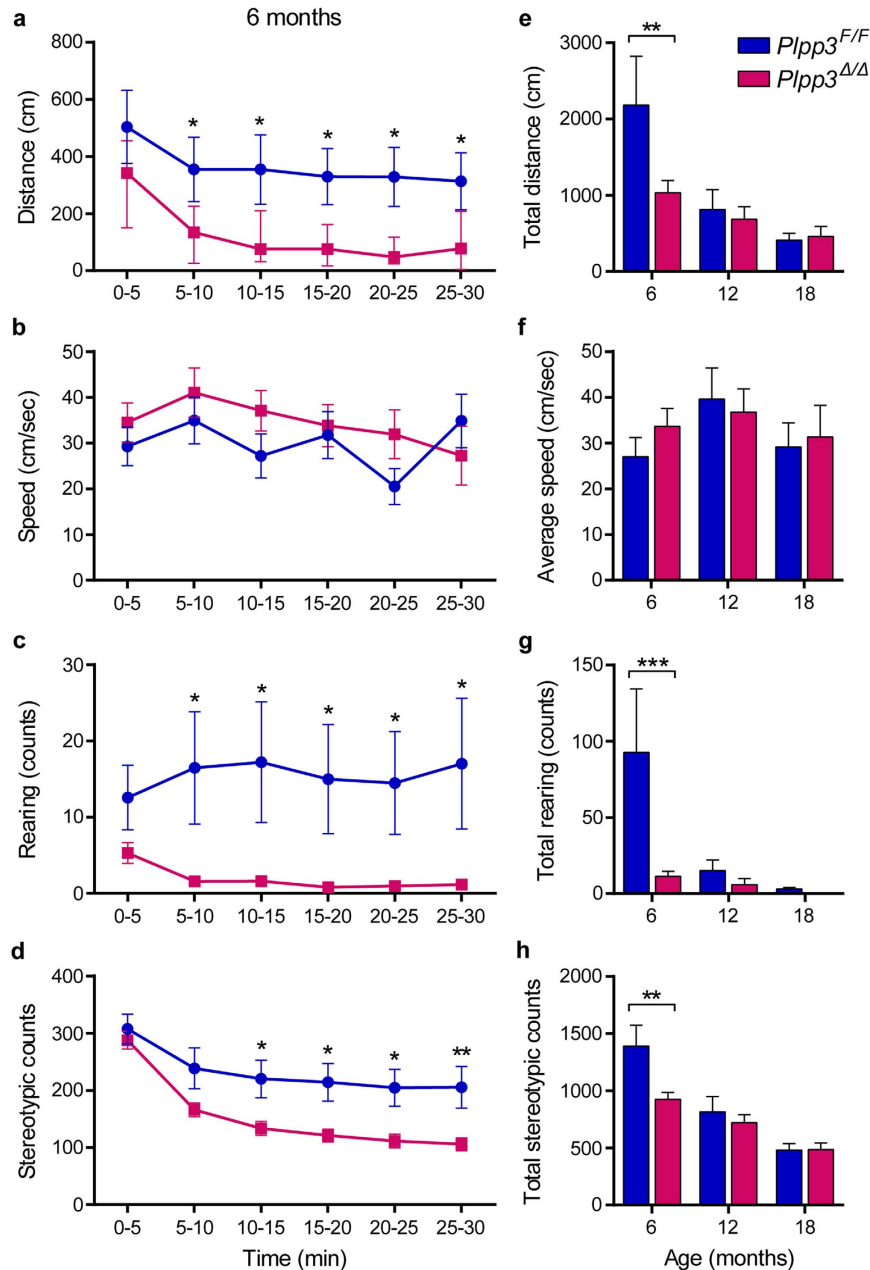 a
6 months
Distance (cm)
800
600
400
200
0
* * * * *
0-5 5-10 10-15 15-20 20-25 25-30
b
Speed (cm/sec)
50
40
30
20
10
0
0-5 5-10 10-15 15-20 20-25 25-30
c
Rearing (counts)
30
20
10
0
* * * * *
0-5 5-10 10-15 15-20 20-25 25-30
d
Stereotypic counts
400
300
200
100
0
* * * **
0-5 5-10 10-15 15-20 20-25 25-30
Time (min)
e
Total distance (cm)
3000
2000
1000
0
**
Plpp3 F/F
Plpp3 Δ/Δ
6 12 18
f
Average speed (cm/sec)
50
40
30
20
10
0
6 12 18
g
Total rearing (counts)
150
100
50
0
***
6 12 18
h
Total stereotypic counts
2000
1500
1000
500
0
**
6 12 18
Age (months)